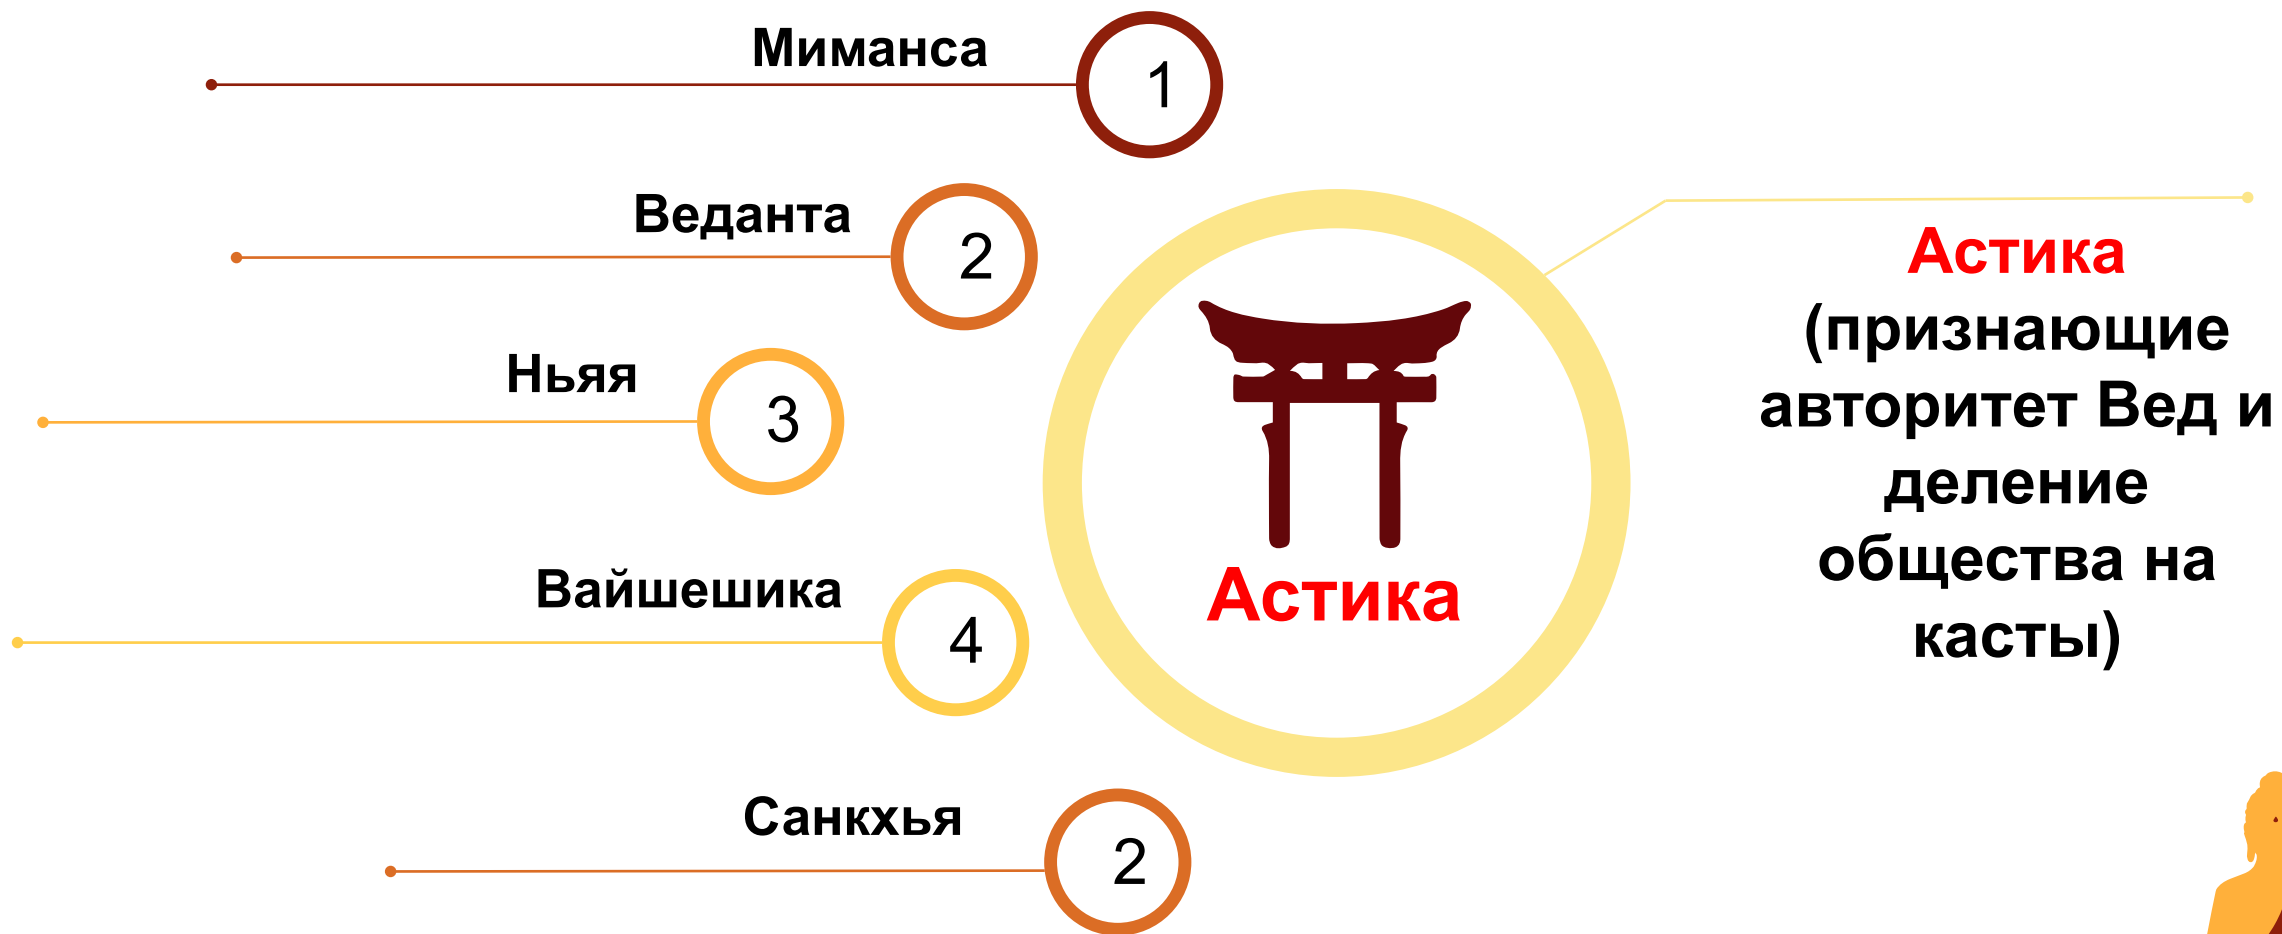 Миманса
1
Веданта
2
Ньяя
3
Вайшешика
4
Санкхья
2
Астика
Астика
(признающие
авторитет Вед и
деление
общества на
касты)